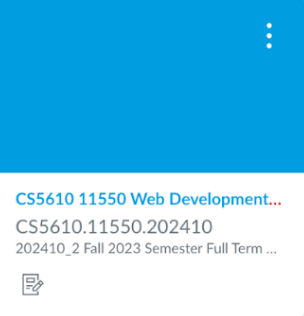 CS5610 11550 Web Development...
CS5610.11550.202410
202410_2 Fall 2023 Semester Full Term ...